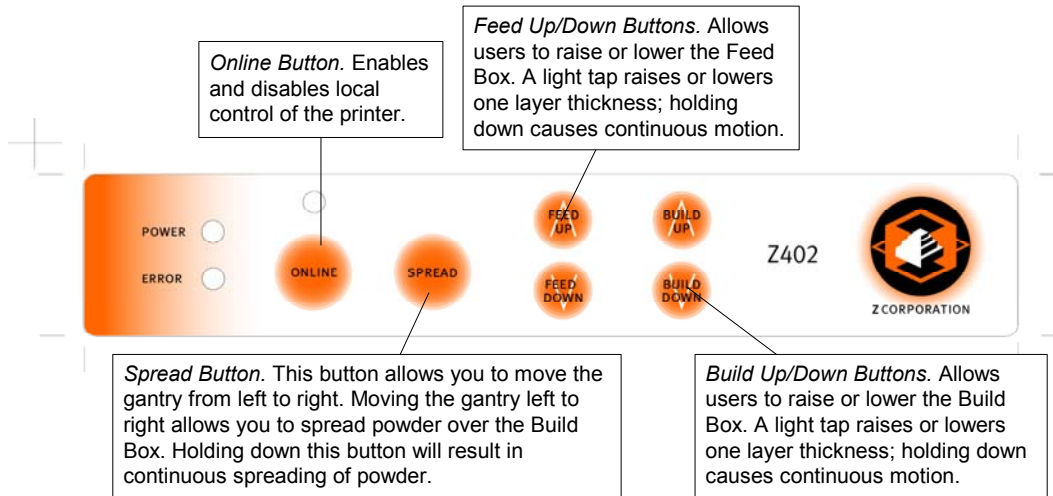 Feed Up/Down Buttons. Allows
users to raise or lower the Feed
Box. A light tap raises or lowers
one layer thickness; holding
down causes continuous motion.
Online Button. Enables
and disables local
control of the printer.
POWER
ERROR
ONLINE
SPREAD
FEED
UP
FEED
DOWN
BUILD
UP
BUILD
DOWN
Z402
Z CORPORATION
Spread Button. This button allows you to move the
gantry from left to right. Moving the gantry left to
right allows you to spread powder over the Build
Box. Holding down this button will result in
continuous spreading of powder.
Build Up/Down Buttons. Allows
users to raise or lower the Build
Box. A light tap raises or lowers
one layer thickness; holding down
causes continuous motion.